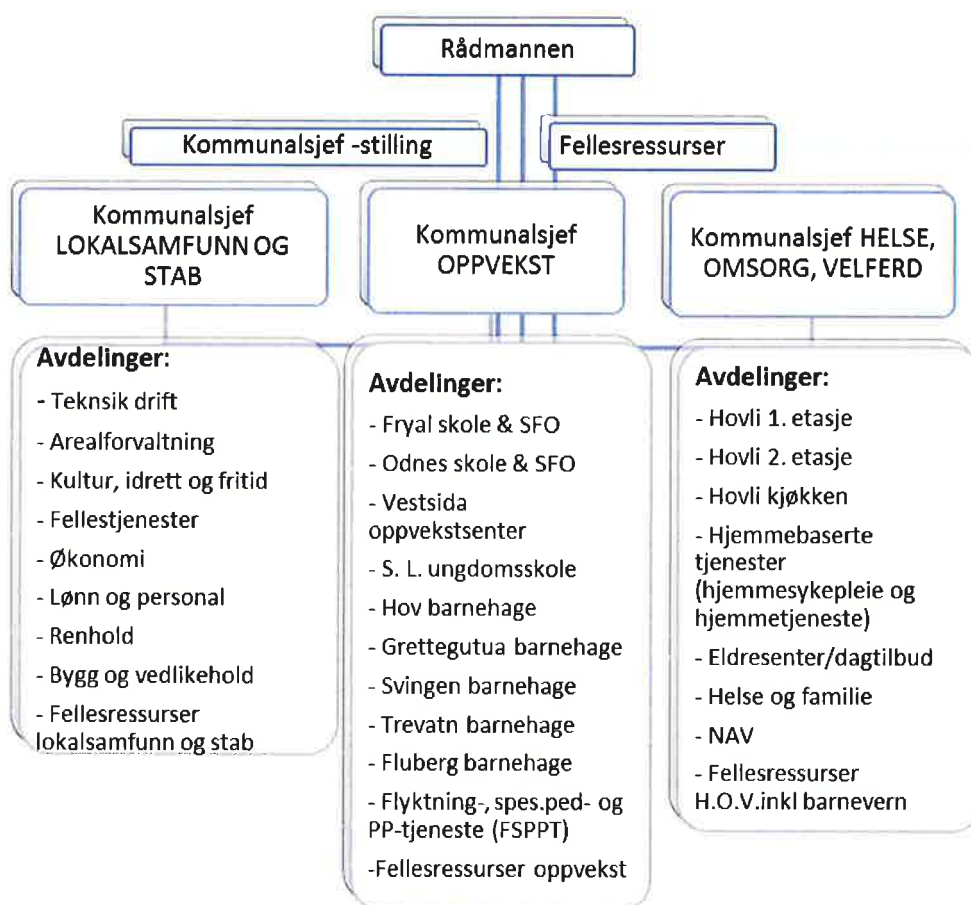 Rådmannen
Kommunalsjef -stilling
Fellesressurser
Kommunalsjef
LOKALSAMFUNN OG
STAB
Kommunalsjef
OPPVEKST
Kommunalsjef HELSE,
OMSORG, VELFERD
Avdelinger:
- Teknsik drift
- Arealforvaltning
- Kultur, idrett og fritid
- Fellestjenester
- Økonomi
- Lønn og personal
- Renhold
- Bygg og vedlikehold
- Fellesressurser
lokalsamfunn og stab
Avdelinger:
- Fryal skole & SFO
- Odnes skole & SFO
- Vestsida
oppvekstsenter
- S. L. ungdomsskole
- Hov barnehage
- Grettegutua barnehage
- Svingen barnehage
- Trevatn barnehage
- Fluberg barnehage
- Flyktning-, spes.ped- og
PP-tjeneste (FSPPT)
-Fellesressurser oppvekst
Avdelinger:
- Hovli 1. etasje
- Hovli 2. etasje
- Hovli kjøkken
- Hjemmebaserte
tjenester
(hjemmesykepleie og
hjemmetjeneste)
- Eldresenter/dagtilbud
- Helse og familie
- NAV
- Fellesressurser
H.O.V.inkl barnevern